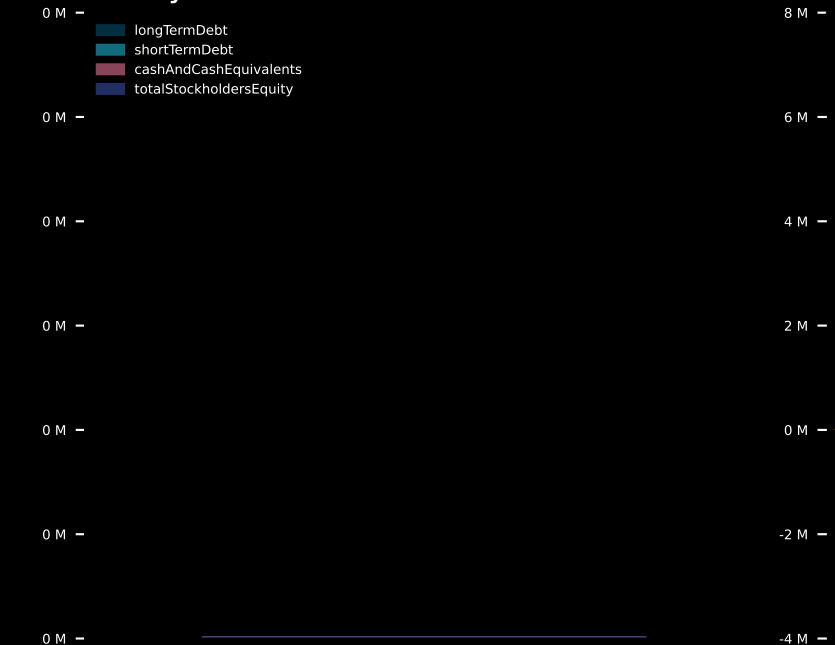 0 M
8 M
longTermDebt
shortTermDebt
cashAndCashEquivalents
totalStockholdersEquity
0 M
6 M
0 M
4 M
0 M
2 M
0 M
0 M
0 M
-2 M
0 M
-4 M